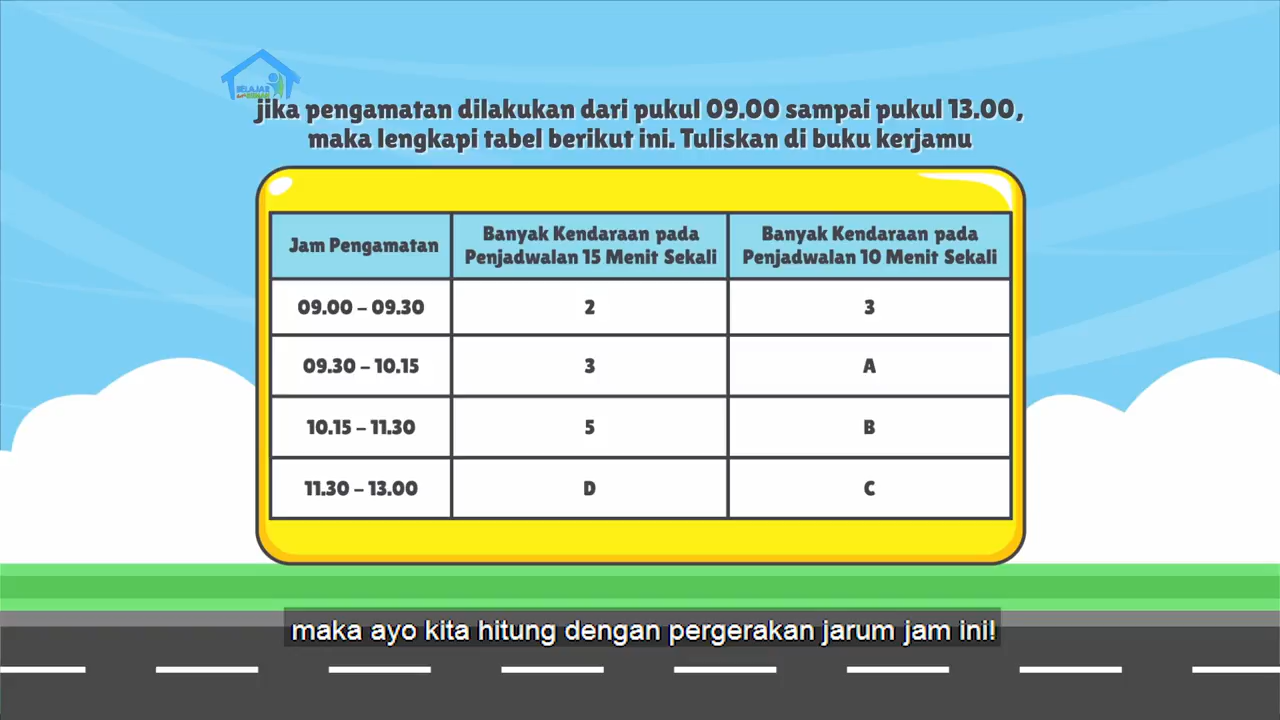 BELAJAR
dari RUMAH
jika pengamatan dilakukan dari pukul 09.00 sampai pukul 13.00,
maka lengkapi tabel berikut ini. Tuliskan di buku kerjamu
Jam Pengamatan
Banyak Kendaraan pada
Penjadwalan 15 Menit Sekali
Banyak Kendaraan pada
Penjadwalan 10 Menit Sekali
09.00 – 09.30
2
3
09.30 – 10.15
3
A
10.15 – 11.30
5
B
11.30 – 13.00
D
C
maka ayo kita hitung dengan pergerakan jarum jam ini!